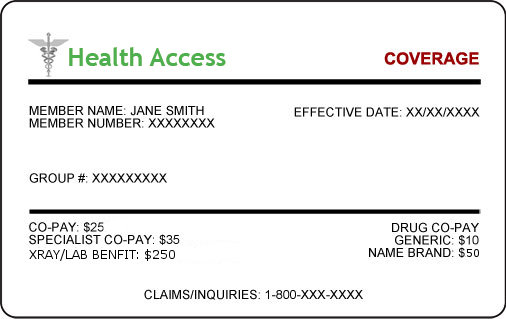 Health Access
COVERAGE
MEMBER NAME: JANE SMITH
MEMBER NUMBER: XXXXXXXX
EFFECTIVE DATE: XX/XX/XXXX
GROUP #: XXXXXXXXX
CO-PAY: $25
SPECIALIST CO-PAY: $35
XRAY/LAB BENFIT: $250
DRUG CO-PAY
GENERIC: $10
NAME BRAND: $50
CLAIMS/INQUIRIES: 1-800-XXX-XXXX